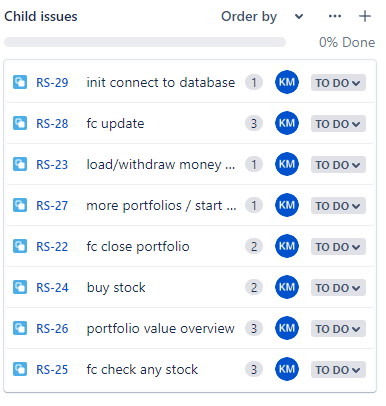 Child issues Order by ... +
0% Done
RS-29 init connect to database 1 KM TO DO
RS-28 fc update 3 KM TO DO
RS-23 load/withdraw money ... 1 KM TO DO
RS-27 more portfolios / start ... 1 KM TO DO
RS-22 fc close portfolio 2 KM TO DO
RS-24 buy stock 2 KM TO DO
RS-26 portfolio value overview 3 KM TO DO
RS-25 fc check any stock 3 KM TO DO